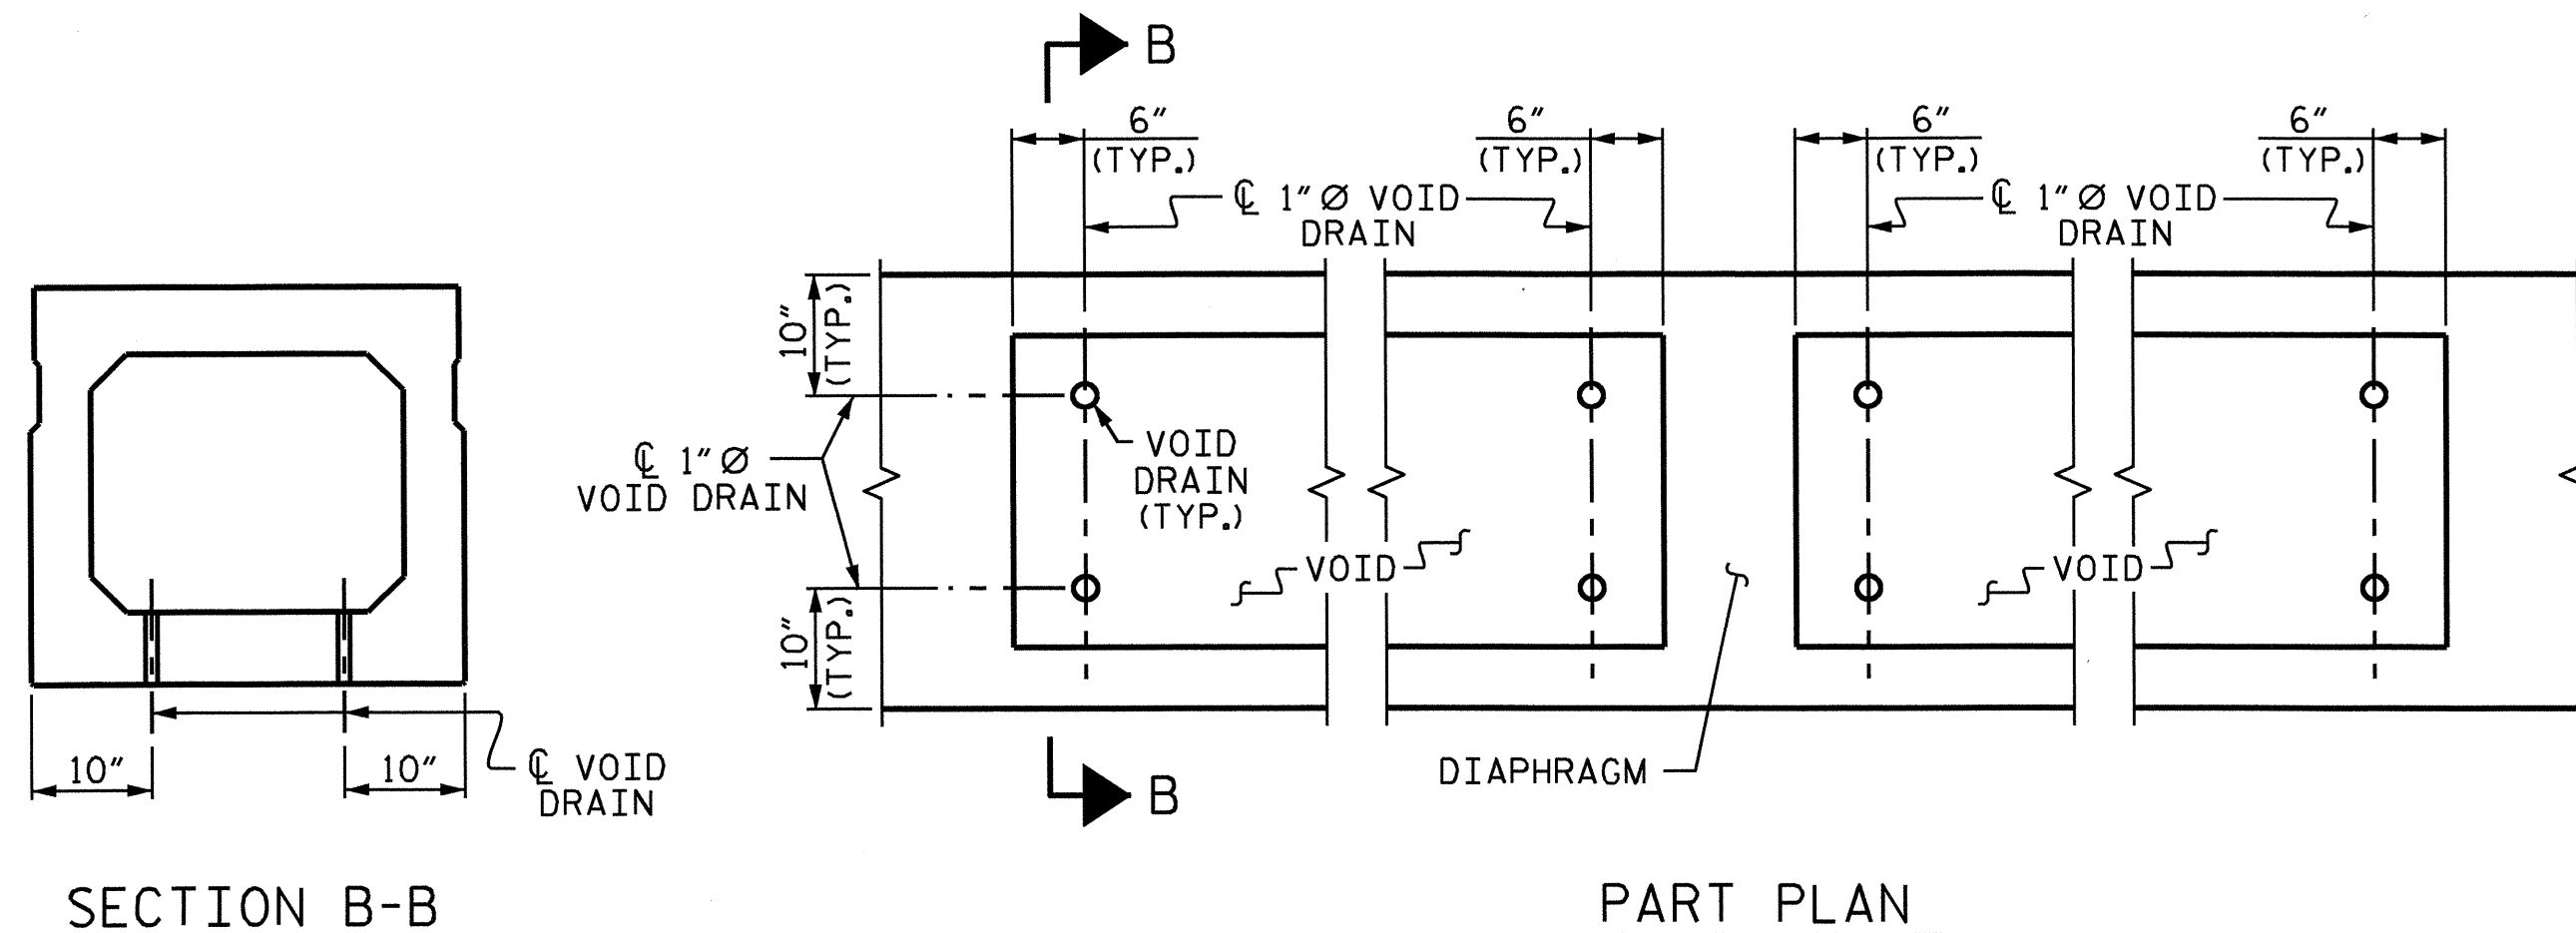 B
6" 6" 6" 6"
(TYP.) (TYP.) (TYP.) (TYP.)
℄ 1" Ø VOID
DRAIN
℄ 1" Ø VOID
DRAIN
10"
(TYP.)
℄ 1" Ø
VOID DRAIN
VOID
DRAIN
(TYP.)
VOID
VOID
10"
(TYP.)
DIAPHRAGM
B
10" 10"
℄ VOID
DRAIN
SECTION B-B
PART PLAN